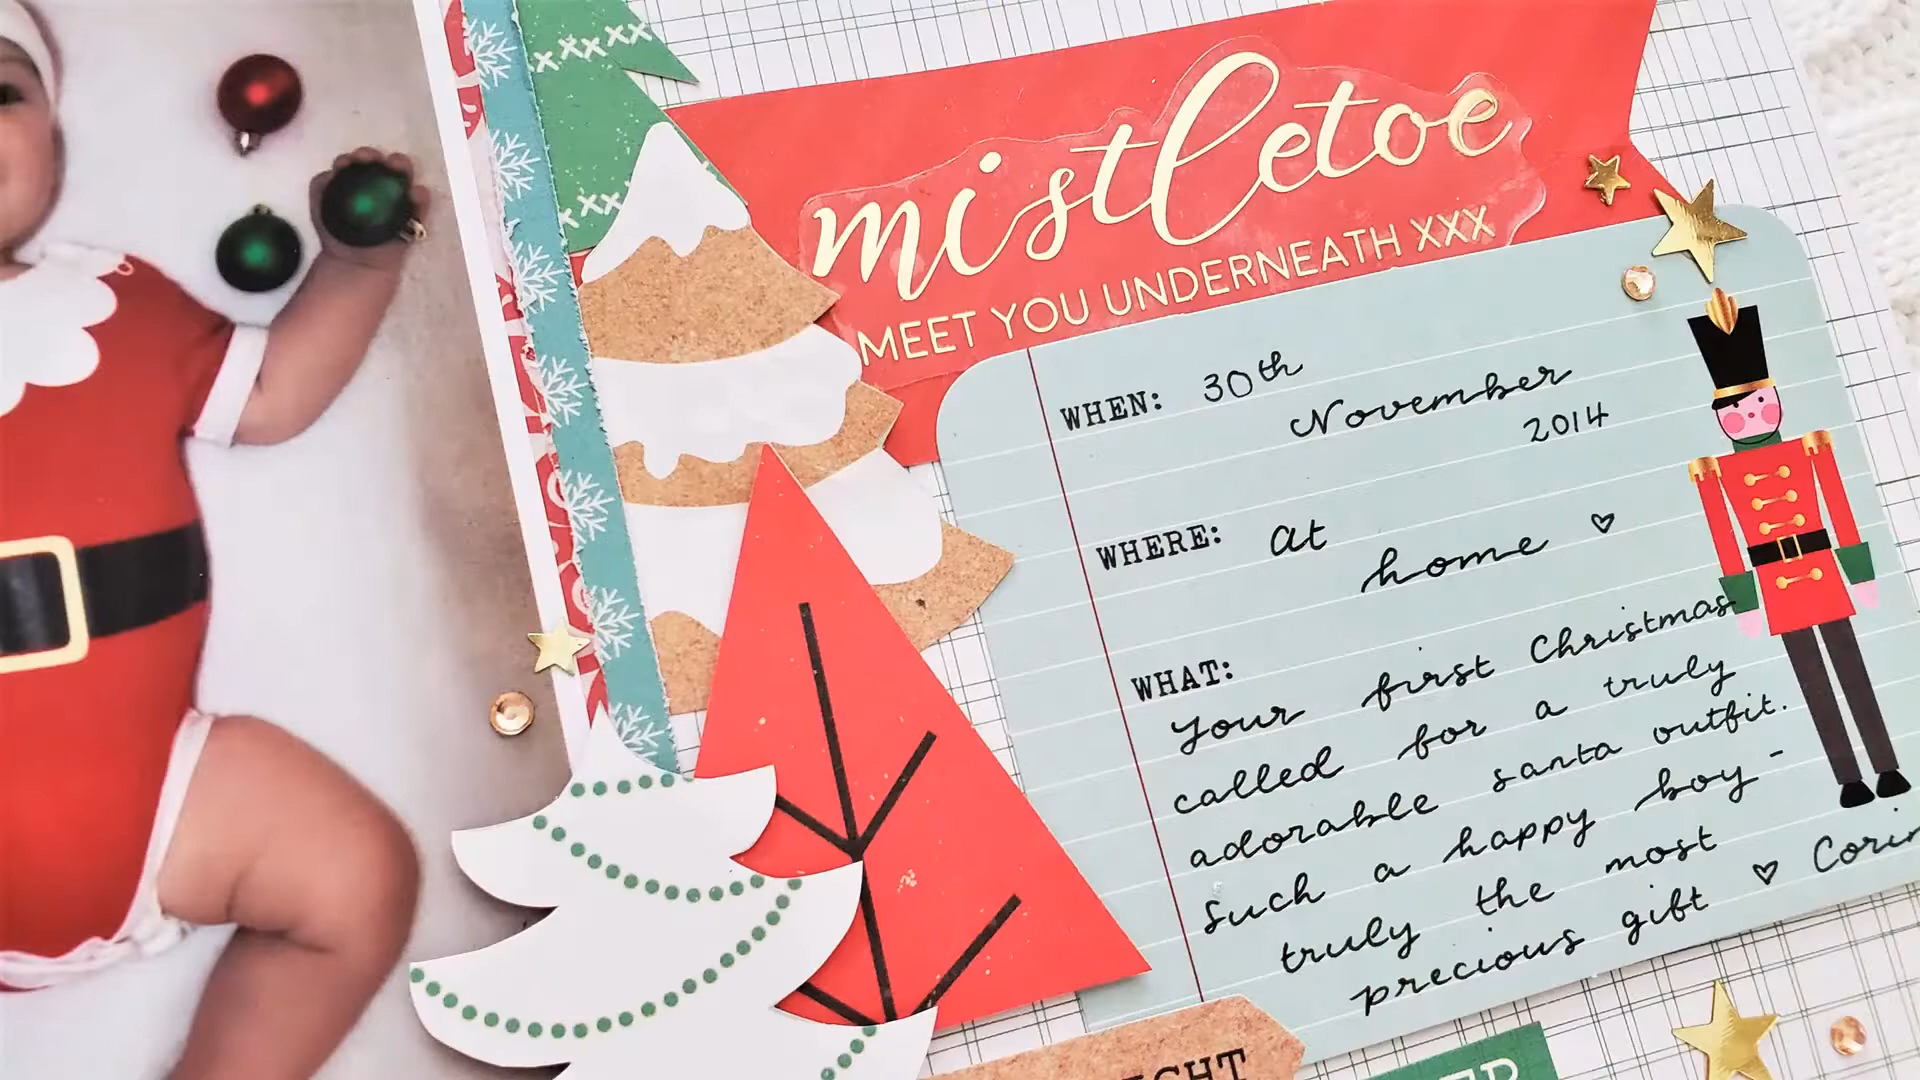 mistletoe
MEET YOU UNDERNEATH XXX
WHEN: 30th
November
2014
WHERE: at
home ♡
WHAT:
Your first Christmas
called for a truly
adorable santa outfit.
Such a happy boy -
truly the most
precious gift ♡